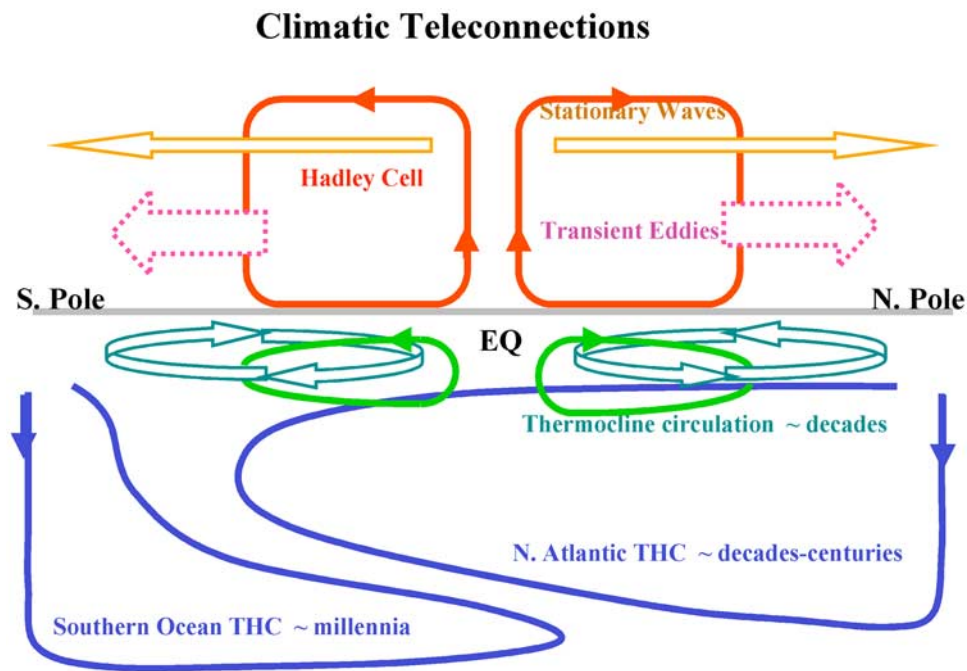 Climatic Teleconnections
Stationary Waves
Hadley Cell
Transient Eddies
S. Pole
N. Pole
EQ
Thermocline circulation ~ decades
N. Atlantic THC ~ decades-centuries
Southern Ocean THC ~ millennia